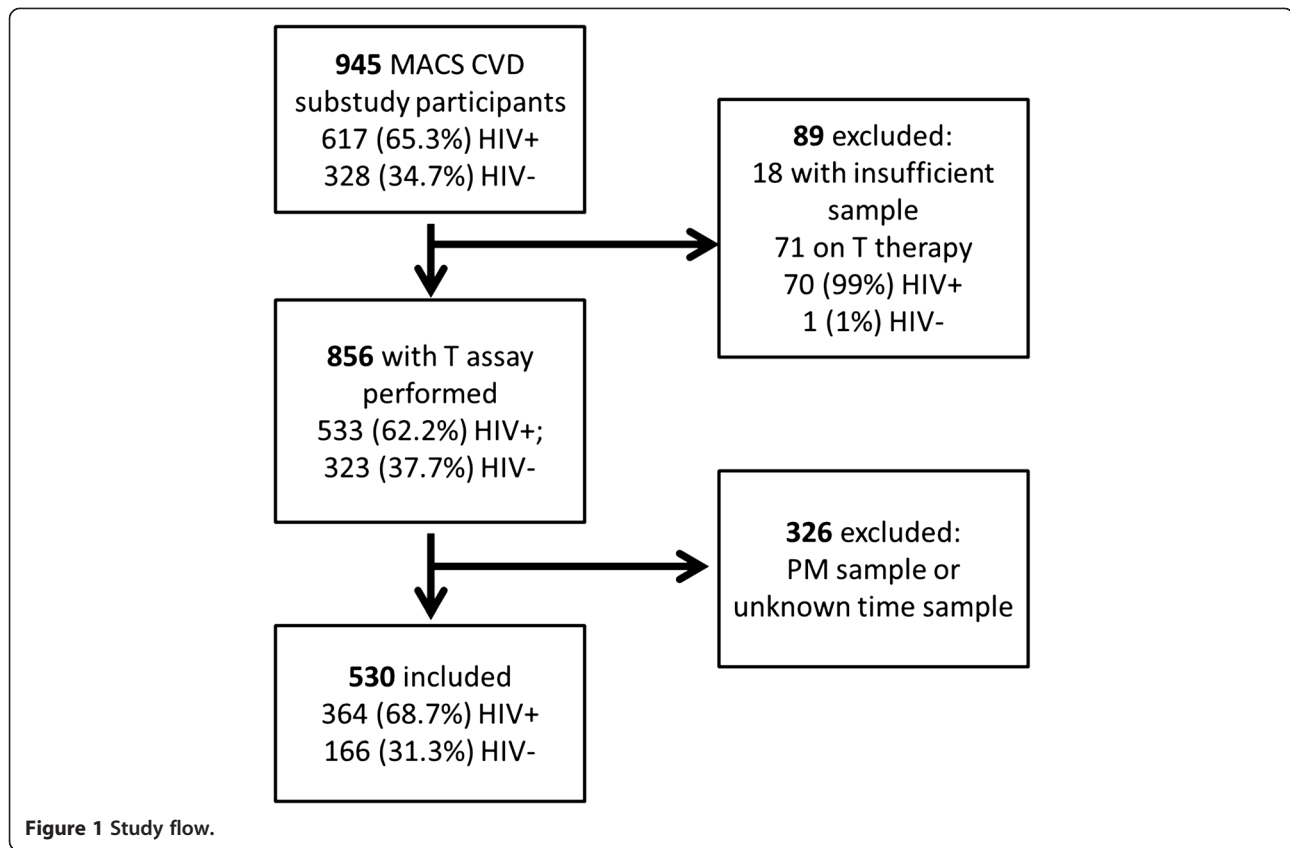 945 MACS CVD
substudy participants
617 (65.3%) HIV+
328 (34.7%) HIV-
89 excluded:
18 with insufficient
sample
71 on T therapy
70 (99%) HIV+
1 (1%) HIV-
856 with T assay
performed
533 (62.2%) HIV+;
323 (37.7%) HIV-
326 excluded:
PM sample or
unknown time sample
530 included
364 (68.7%) HIV+
166 (31.3%) HIV-
Figure 1 Study flow.